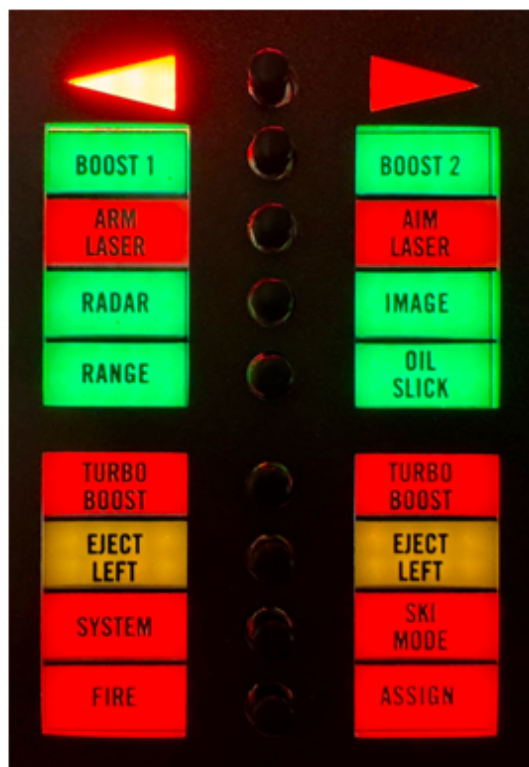 BOOST 1
BOOST 2
ARM
LASER
AIM
LASER
RADAR
IMAGE
RANGE
OIL
SLICK
TURBO
BOOST
TURBO
BOOST
EJECT
LEFT
EJECT
LEFT
SYSTEM
SKI
MODE
FIRE
ASSIGN